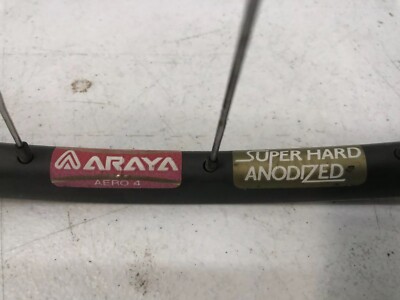 ARAYA
AERO 4
SUPER HARD
ANODIZED